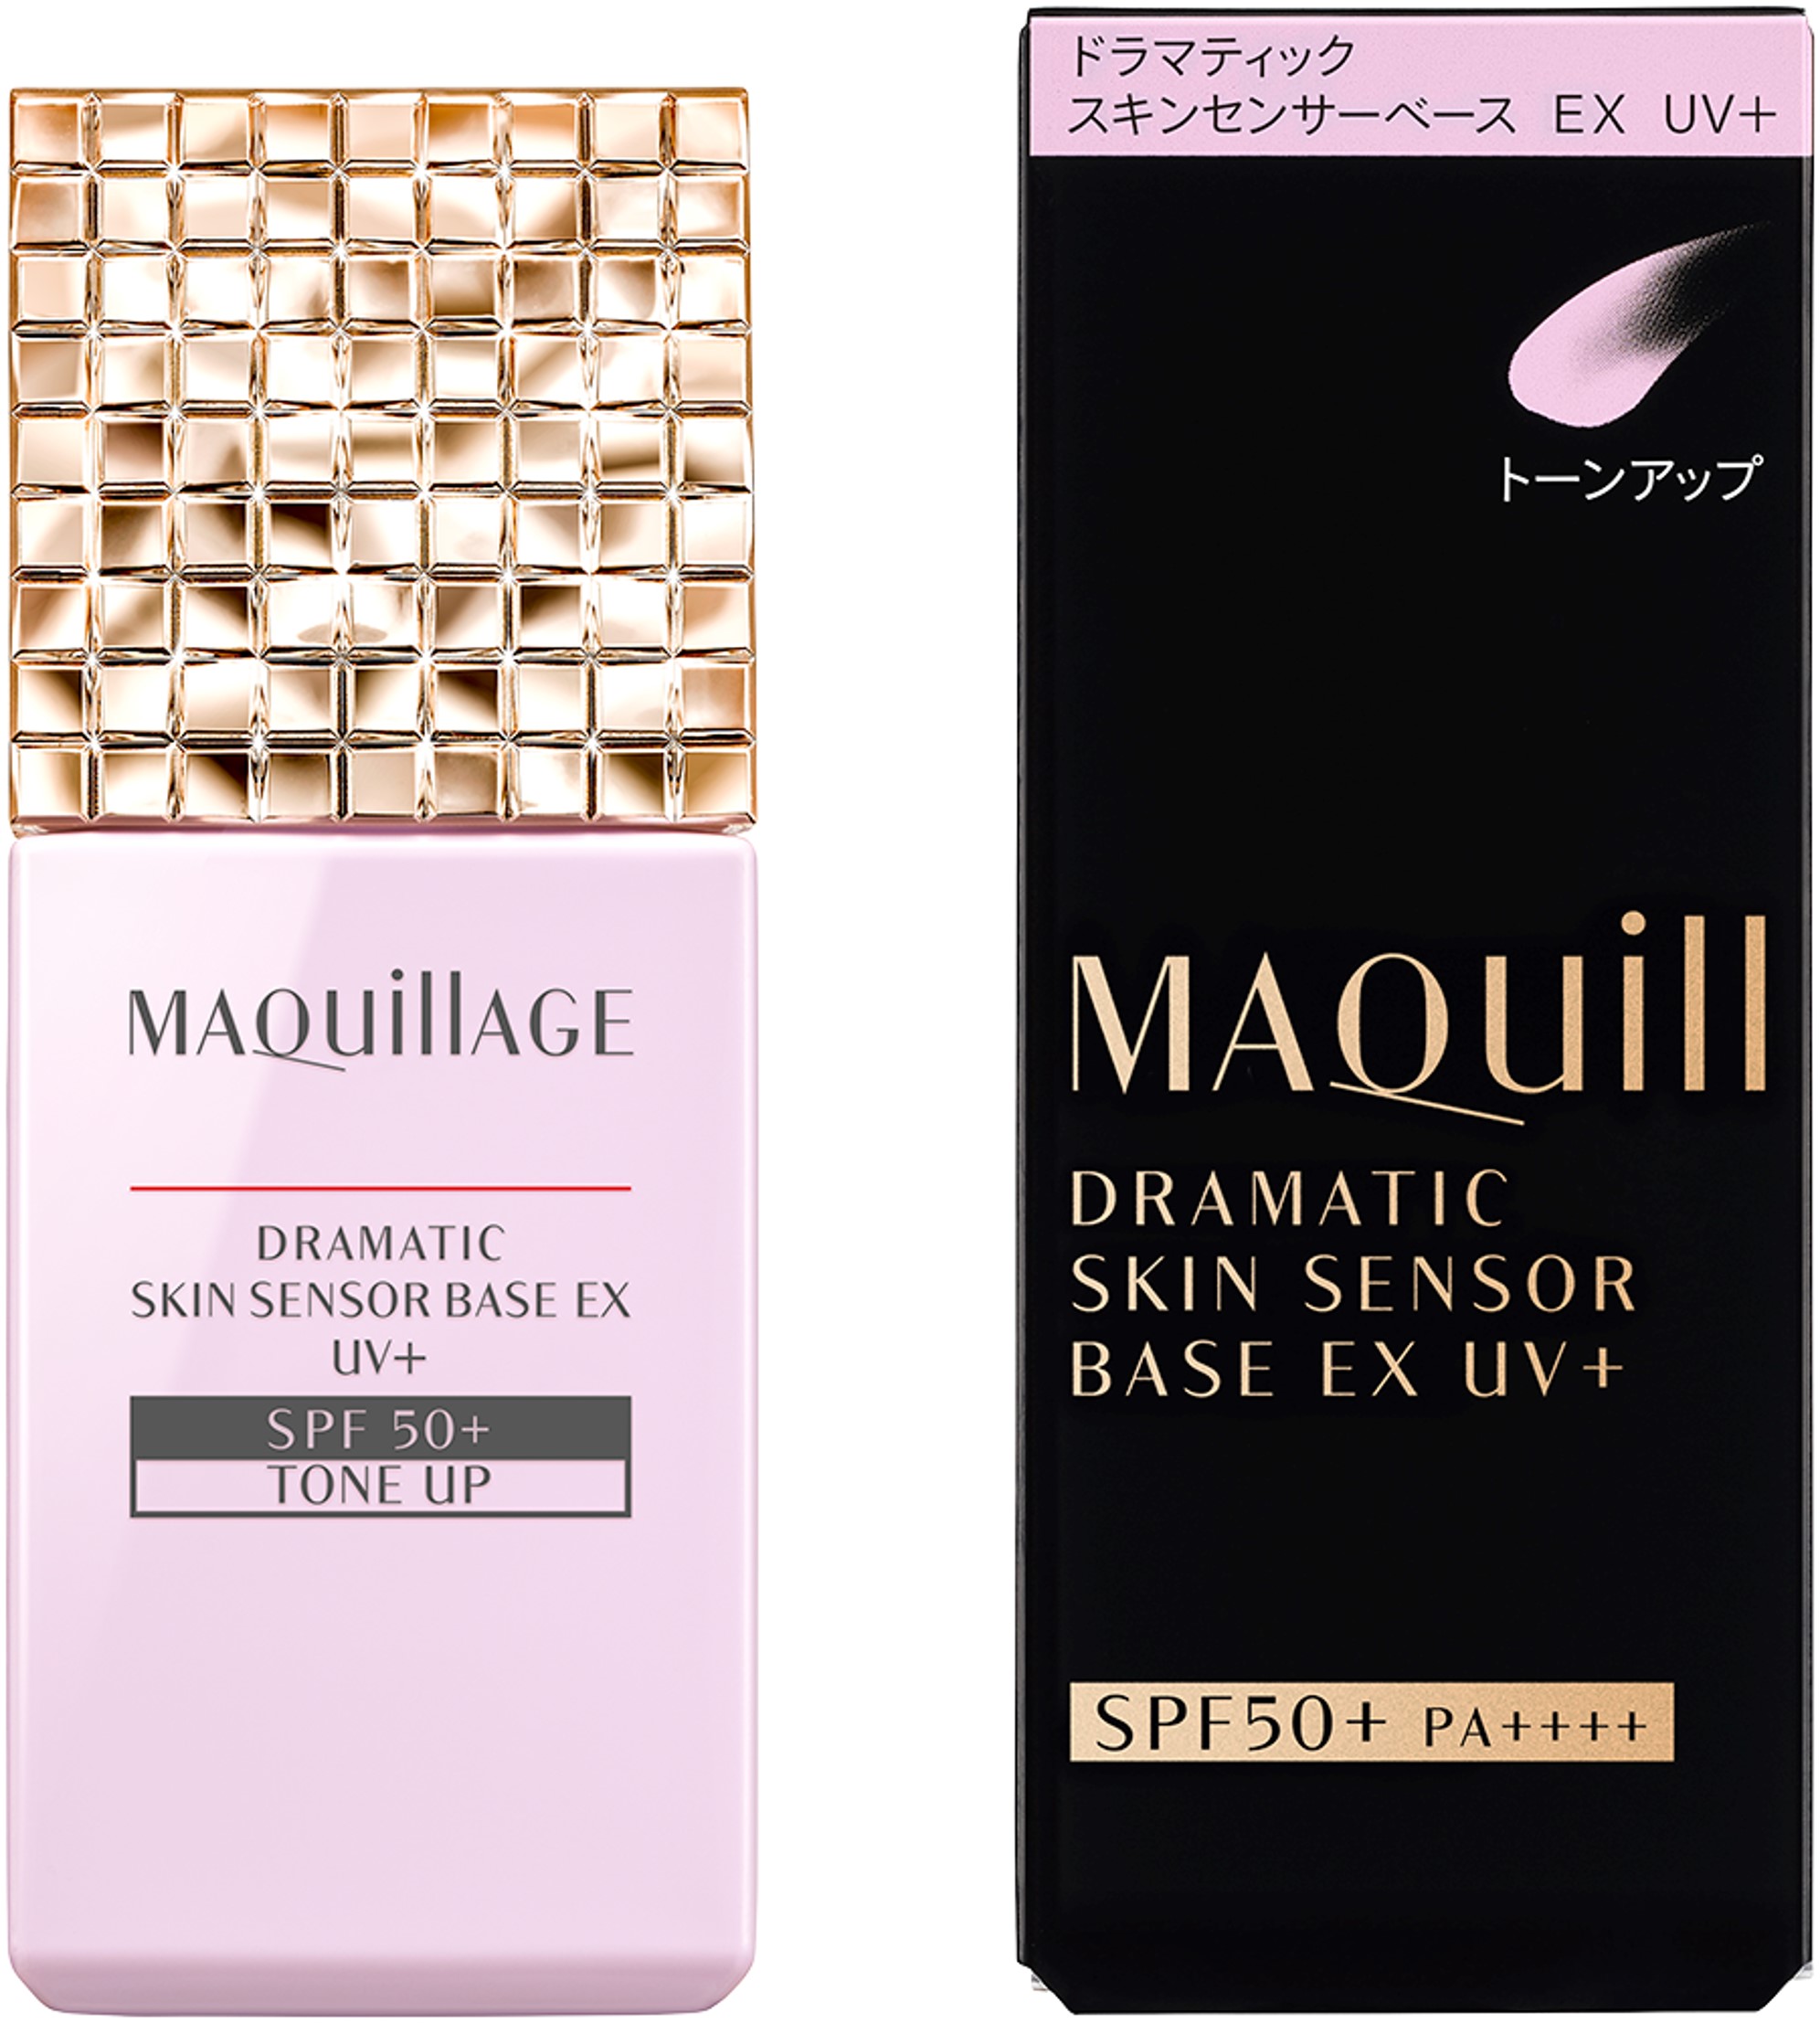 MAQuillAGE
DRAMATIC
SKIN SENSOR BASE EX
UV+
SPF 50+
TONE UP
ドラマティック
スキンセンサーベース EX UV+
トーンアップ
MAQuill
DRAMATIC
SKIN SENSOR
BASE EX UV+
SPF50+ PA++++